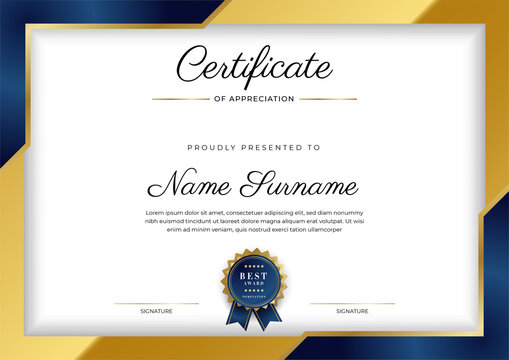 Certificate
OF APPRECIATION
PROUDLY PRESENTED TO
Name Surname
Lorem ipsum dolor sit amet, consectetuer adipiscing elit, sed diam nonummy
nibh euismod tincidunt ut laoreet dolore magna aliquam erat volutpat. Ut wisi
enim ad minim veniam, quis nostrud exerci tation ullamcorper
BEST
AWARD
NOMINATION
SIGNATURE
SIGNATURE